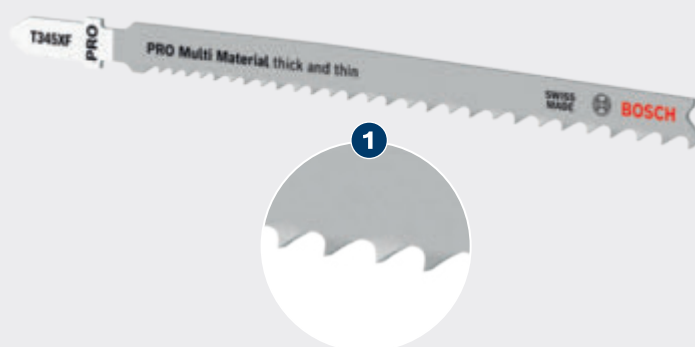 T345XF
PRO
PRO Multi Material thick and thin
SWISS
MADE
BOSCH
1